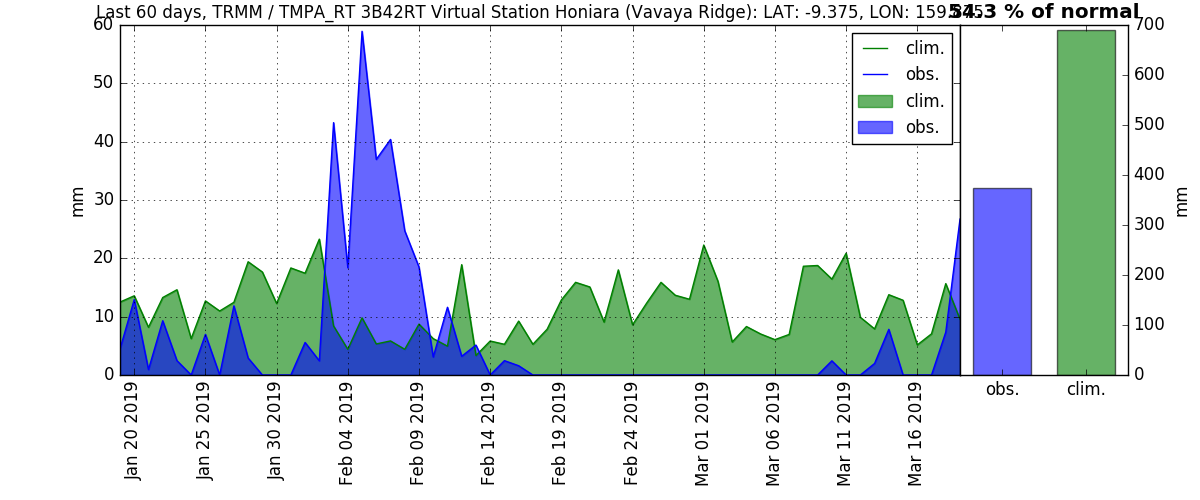 Last 60 days, TRMM / TMPA_RT 3B42RT Virtual Station Honiara (Vavaya Ridge): LAT: -9.375, LON:
54.3 % of normal
60
50
40
30
20
10
0
mm
clim.
obs.
clim.
obs.
700
600
500
400
300
200
100
0
mm
Jan 20 2019
Jan 25 2019
Jan 30 2019
Feb 04 2019
Feb 09 2019
Feb 14 2019
Feb 19 2019
Feb 24 2019
Mar 01 2019
Mar 06 2019
Mar 11 2019
Mar 16 2019
obs.
clim.